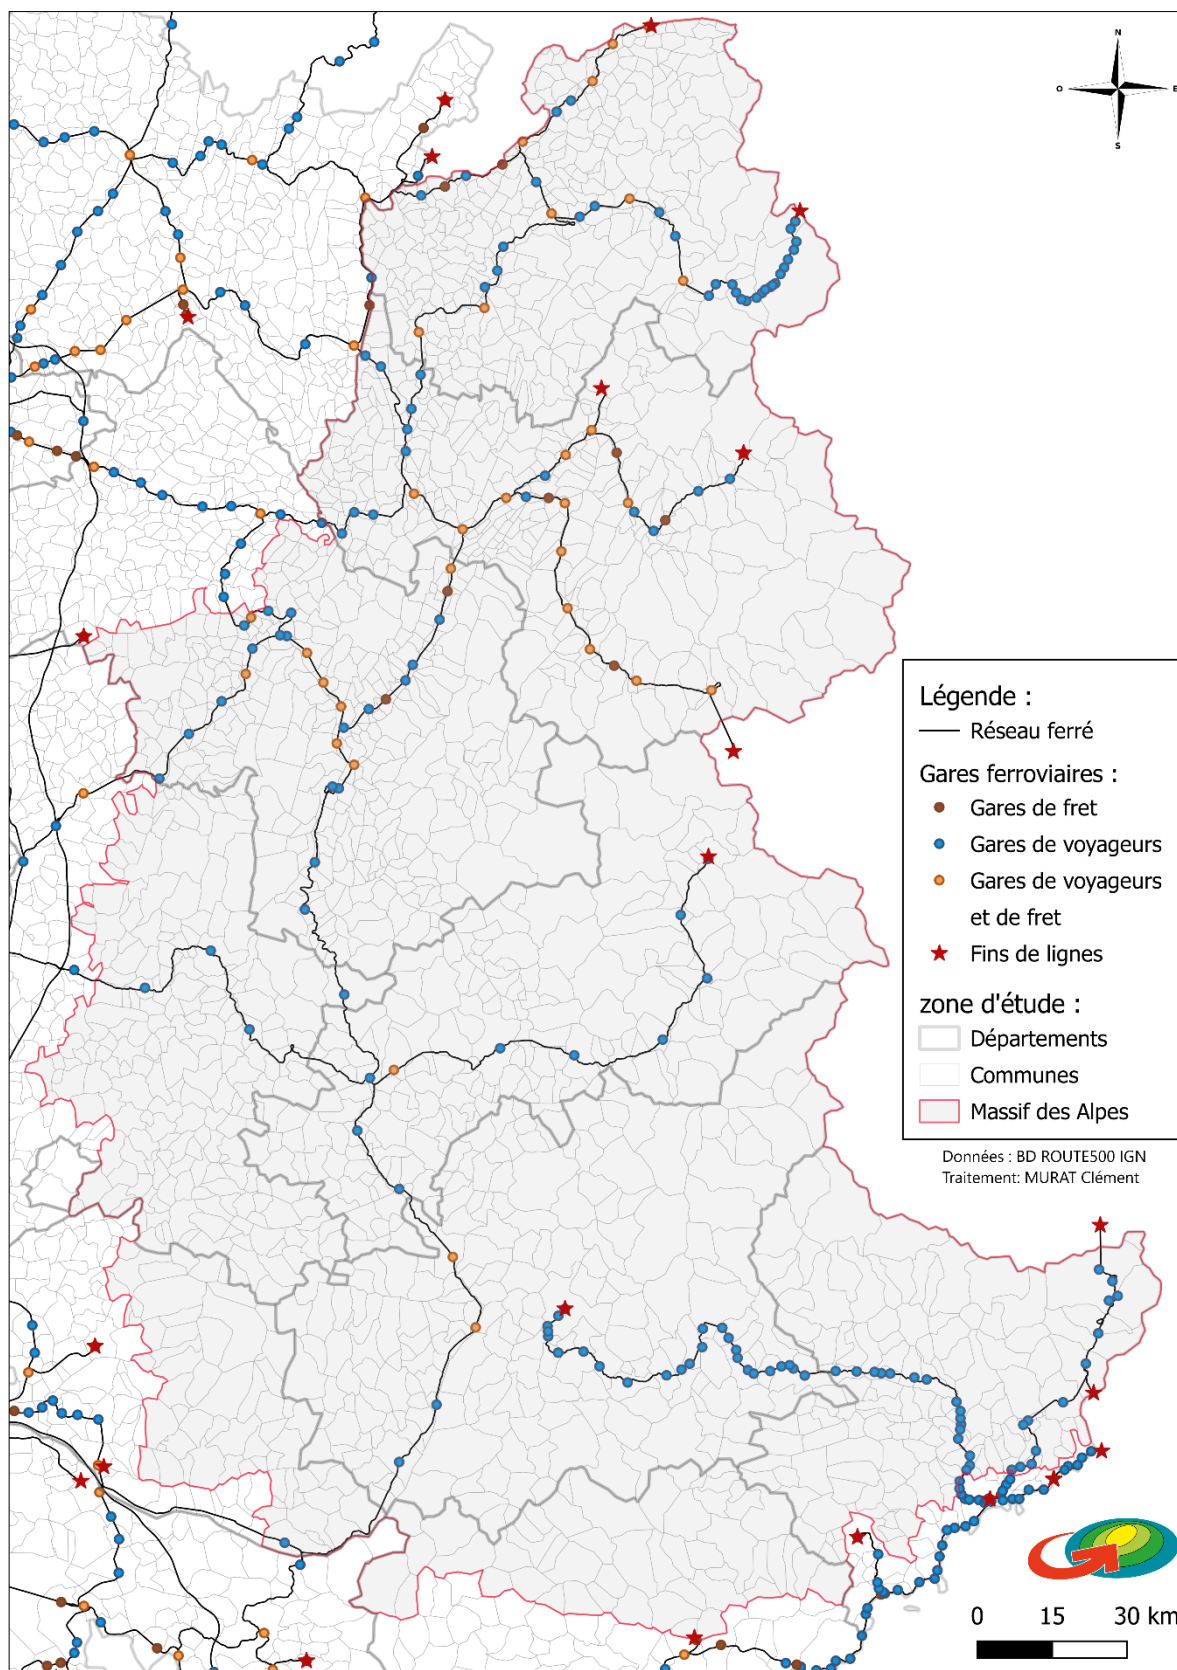 N
O
E
S
Légende :
Réseau ferré
Gares ferroviaires :
Gares de fret
Gares de voyageurs
Gares de voyageurs
et de fret
Fins de lignes
zone d'étude :
Départements
Communes
Massif des Alpes
Données : BD ROUTE500 IGN
Traitement: MURAT Clément
0 15 30 km